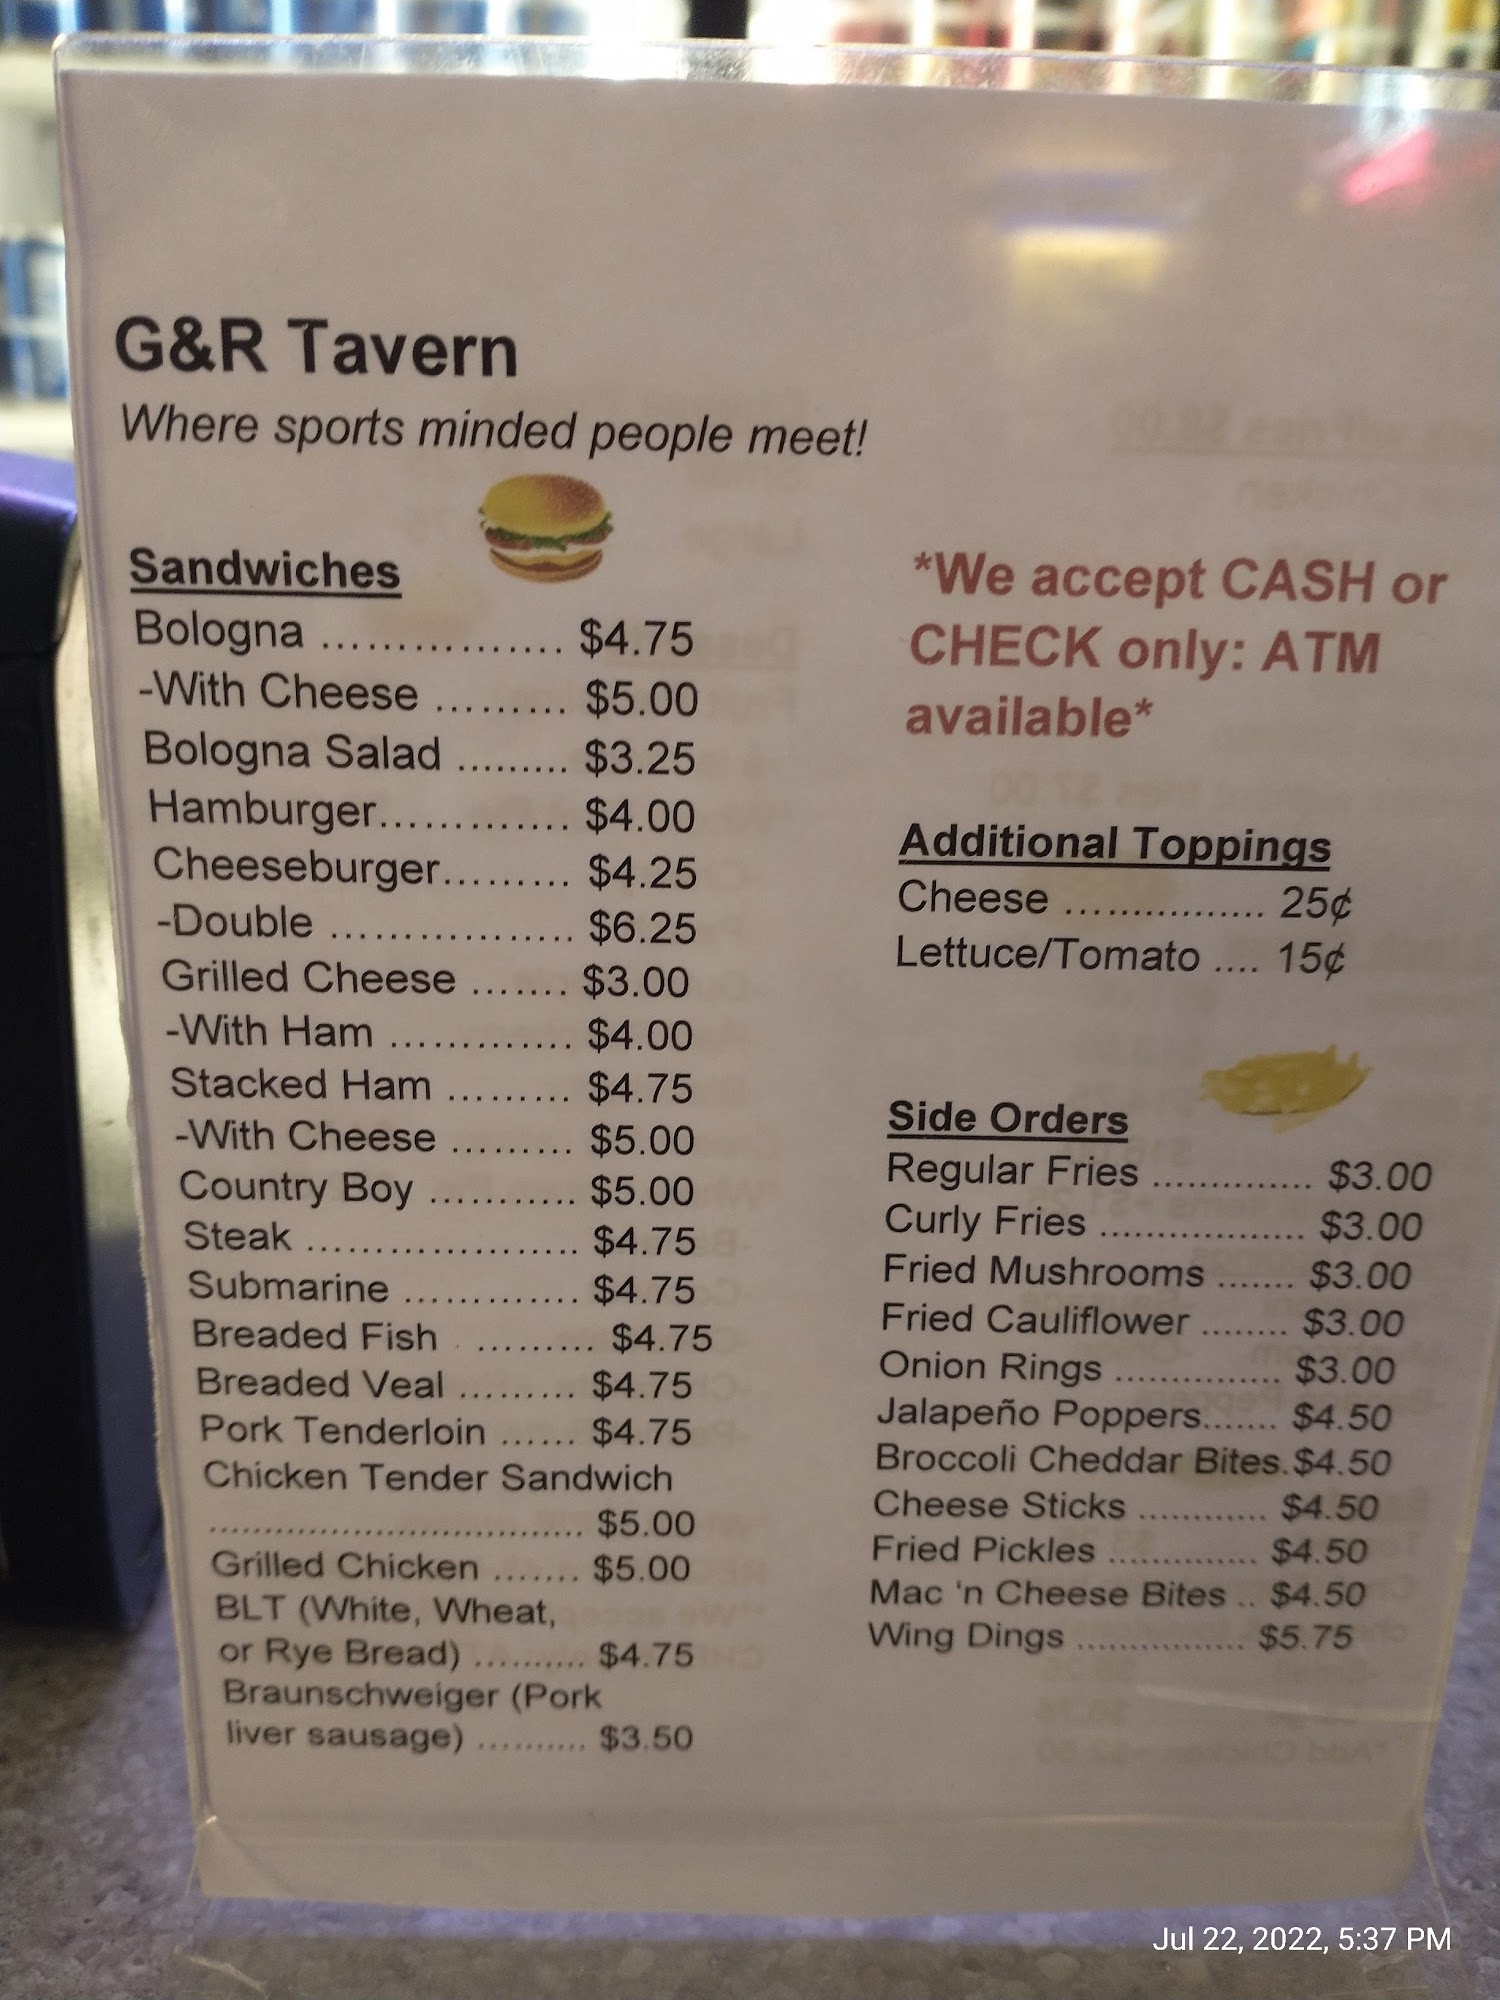 G&R Tavern
Where sports minded people meet!
Sandwiches
Bologna ................. $4.75
-With Cheese ......... $5.00
Bologna Salad ......... $3.25
Hamburger.............. $4.00
Cheeseburger.......... $4.25
-Double .................. $6.25
Grilled Cheese ....... $3.00
-With Ham ............. $4.00
Stacked Ham ......... $4.75
-With Cheese ......... $5.00
Country Boy ........... $5.00
Steak .................... $4.75
Submarine ............. $4.75
Breaded Fish . ......... $4.75
Breaded Veal ......... $4.75
Pork Tenderloin ...... $4.75
Chicken Tender Sandwich
.................................. $5.00
Grilled Chicken ....... $5.00
BLT (White, Wheat,
or Rye Bread) .......... $4.75
Braunschweiger (Pork
liver sausage) .......... $3.50
*We accept CASH or
CHECK only: ATM
available*
Additional Toppings
Cheese ................ 25¢
Lettuce/Tomato .... 15¢
Side Orders
Regular Fries .............. $3.00
Curly Fries .................. $3.00
Fried Mushrooms ....... $3.00
Fried Cauliflower ........ $3.00
Onion Rings ............... $3.00
Jalapeño Poppers....... $4.50
Broccoli Cheddar Bites.$4.50
Cheese Sticks ............. $4.50
Fried Pickles ............... $4.50
Mac 'n Cheese Bites .. $4.50
Wing Dings ................. $5.75
Jul 22, 2022, 5:37 PM